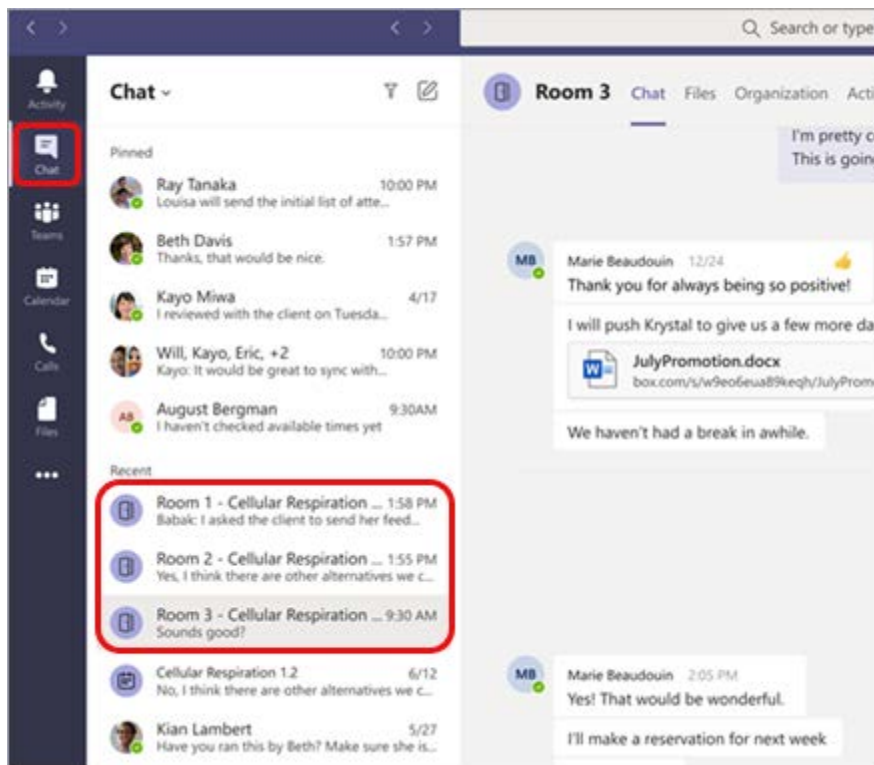 Search or type
Activity
Chat
Teams
Calendar
Calls
Files
Chat
Pinned
Ray Tanaka 10:00 PM
Louisa will send the initial list of atte...
Beth Davis 1:57 PM
Thanks, that would be nice.
Kayo Miwa 4/17
I reviewed with the client on Tuesda...
Will, Kayo, Eric, +2 10:00 PM
Kayo: It would be great to sync with...
AB
August Bergman 9:30AM
I haven't checked available times yet
Recent
Room 1 - Cellular Respiration ... 1:58 PM
Babak: I asked the client to send her feed...
Room 2 - Cellular Respiration ... 1:55 PM
Yes, I think there are other alternatives we c...
Room 3 - Cellular Respiration ... 9:30 AM
Sounds good?
Cellular Respiration 1.2 6/12
No, I think there are other alternatives we c...
Kian Lambert 5/27
Have you ran this by Beth? Make sure she is...
Room 3 Chat Files Organization Acti
I'm pretty c
This is goin
MB
Marie Beaudouin 12/24
Thank you for always being so positive!
I will push Krystal to give us a few more da
W
JulyPromotion.docx
box.com/s/w9eo6eua89keqh/JulyProm
We haven't had a break in awhile.
MB
Marie Beaudouin 2:05 PM
Yes! That would be wonderful.
I'll make a reservation for next week